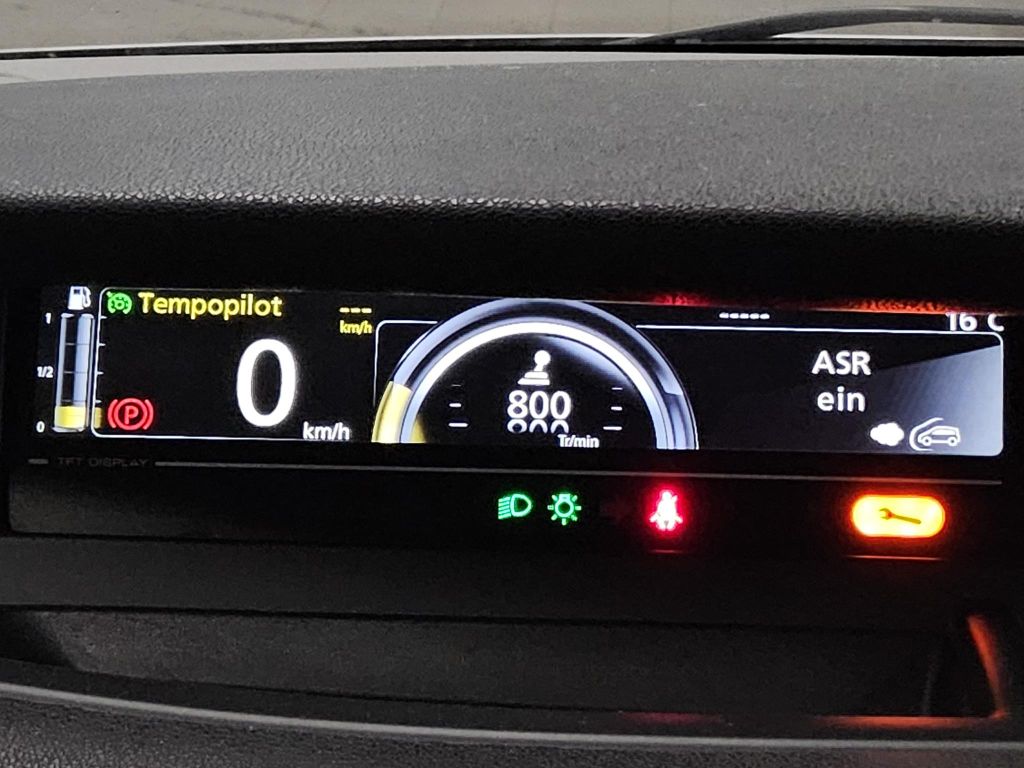 Tempopilot
---
km/h
1
1/2
0
P
0
km/h
800
Tr/min
-----
16 C
ASR
ein
TFT DISPLAY